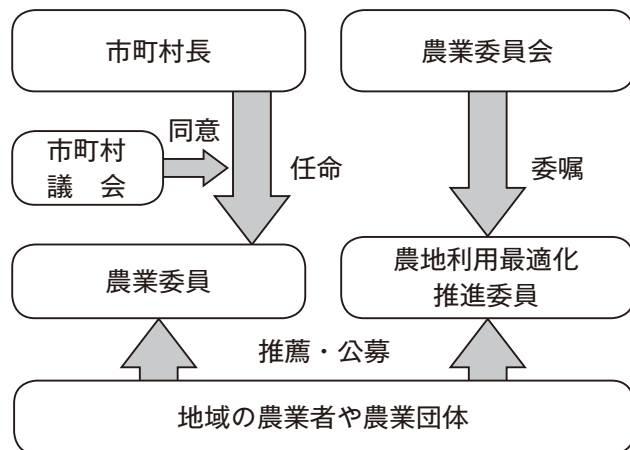 市町村長
農業委員会
同意
市町村
議　会
任命
委嘱
農業委員
農地利用最適化
推進委員
推薦・公募
地域の農業者や農業団体